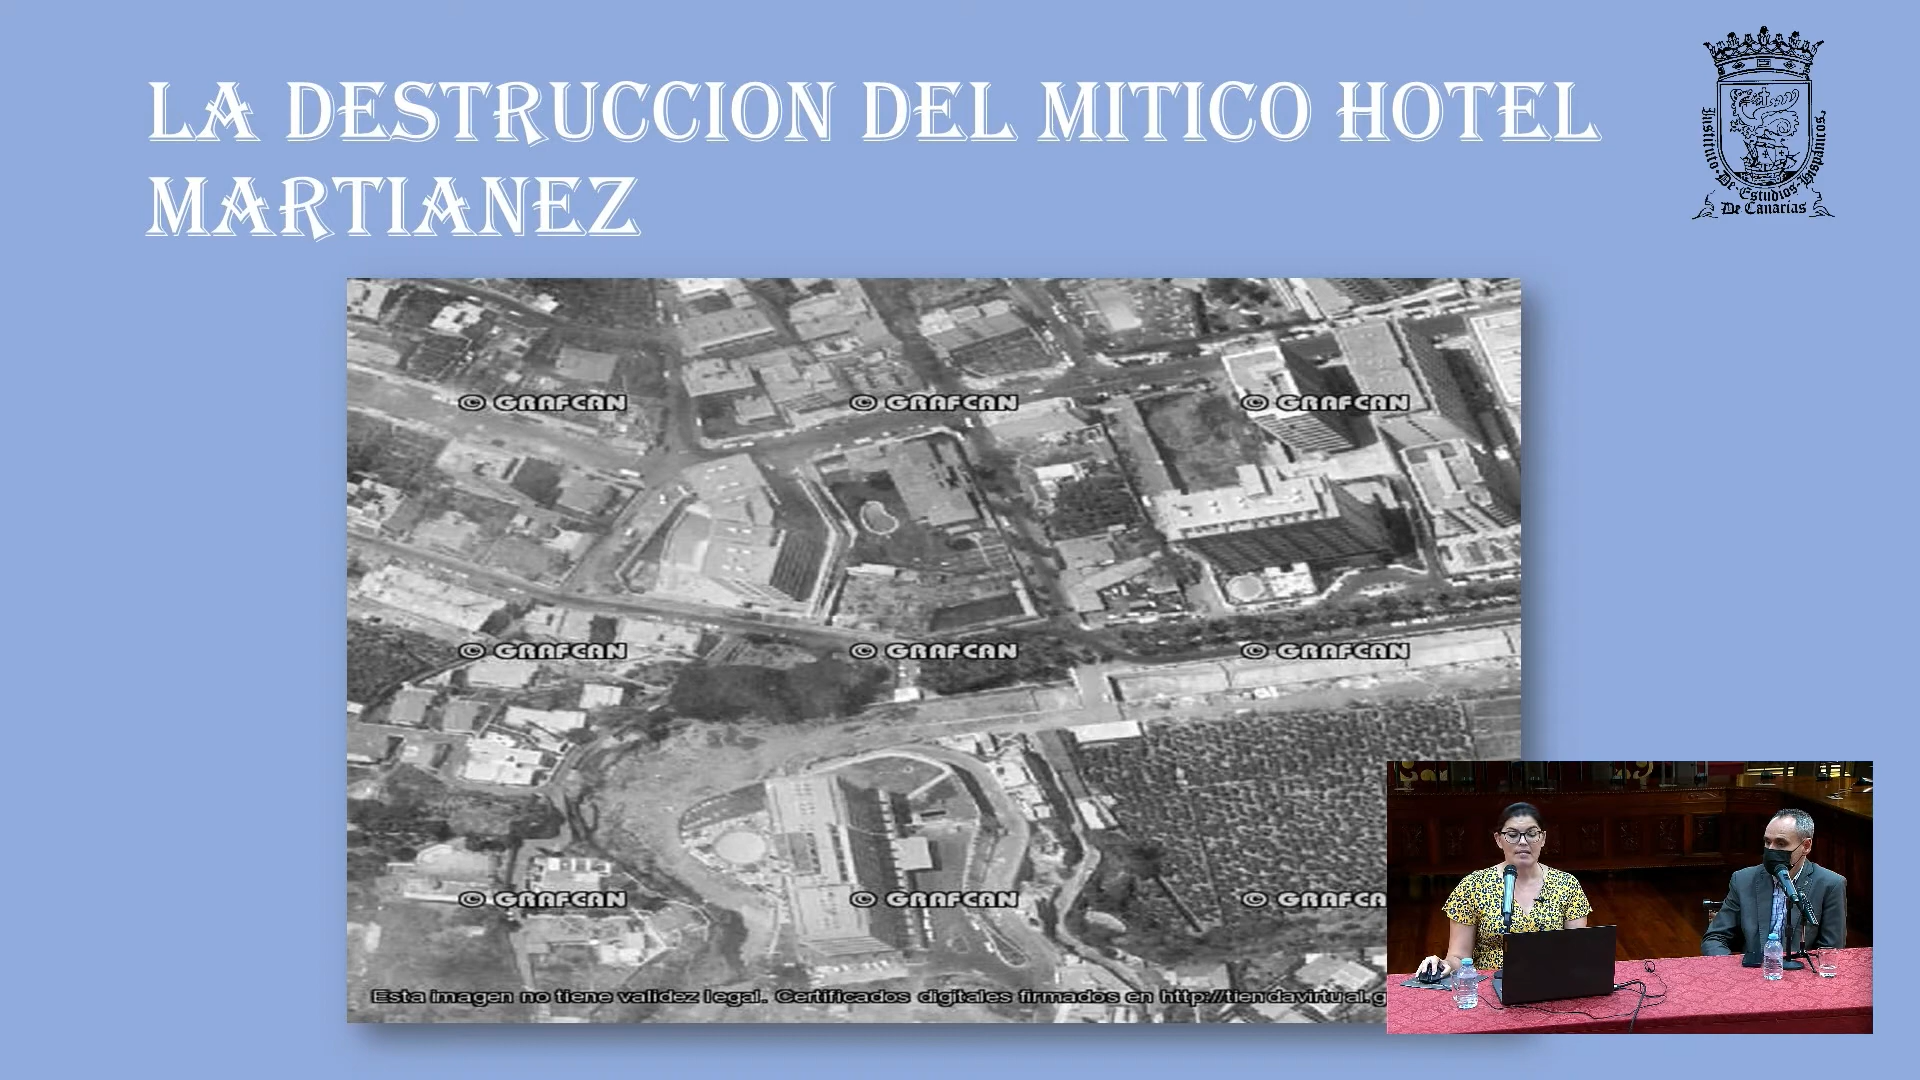 LA DESTRUCCION DEL MITICO HOTEL
MARTIANEZ
Instituto · De · Estudios · Hispánicos.
De Canarias
© GRAFCAN © GRAFCAN © GRAFCAN
© GRAFCAN © GRAFCAN © GRAFCAN
© GRAFCAN © GRAFCAN © GRAFCA
Esta imagen no tiene validez legal. Certificados digitales firmados en http://tiendavirtual.g